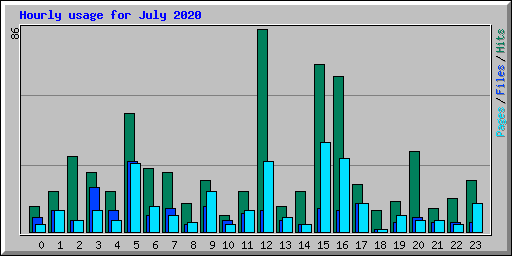 Hourly usage for July 2020
86
Pages / Files / Hits
0 1 2 3 4 5 6 7 8 9 10 11 12 13 14 15 16 17 18 19 20 21 22 23